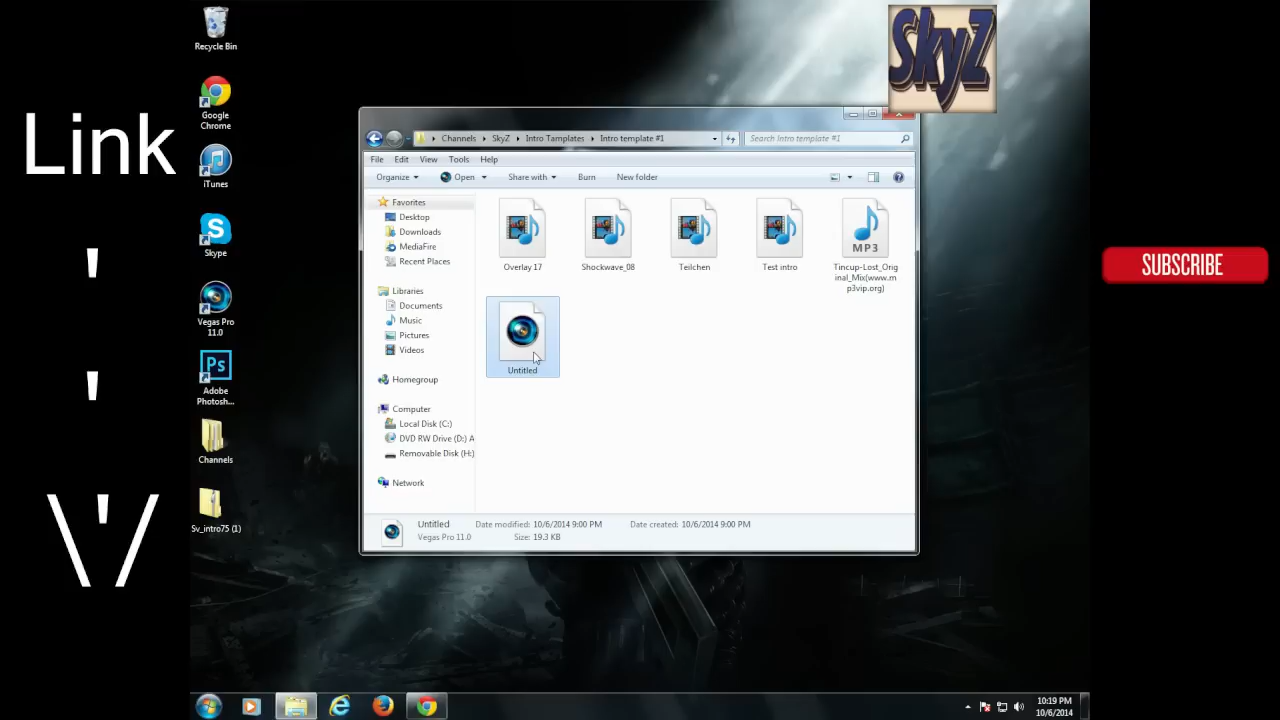 Recycle Bin
Google
Chrome
iTunes
Skype
Vegas Pro
11.0
Ps
Adobe
Photosh...
Channels
Sv_intro75 (1)
Link
'
'
\'/
SkyZ
SUBSCRIBE
Channels
SkyZ
Intro Tamplates
Intro template #1
Search Intro template #1
File Edit View Tools Help
Organize Open Share with Burn New folder
Favorites
Desktop
Downloads
MediaFire
Recent Places
Libraries
Documents
Music
Pictures
Videos
Homegroup
Computer
Local Disk (C:)
DVD RW Drive (D:) A
Removable Disk (H:)
Network
Overlay 17
Shockwave_08
Teilchen
Test intro
MP3
Tincup-Lost_Orig
inal_Mix(www.m
p3vip.org)
Untitled
Untitled Date modified: 10/6/2014 9:00 PM Date created: 10/6/2014 9:00 PM
Vegas Pro 11.0 Size: 19.3 KB
10:19 PM
10/6/2014